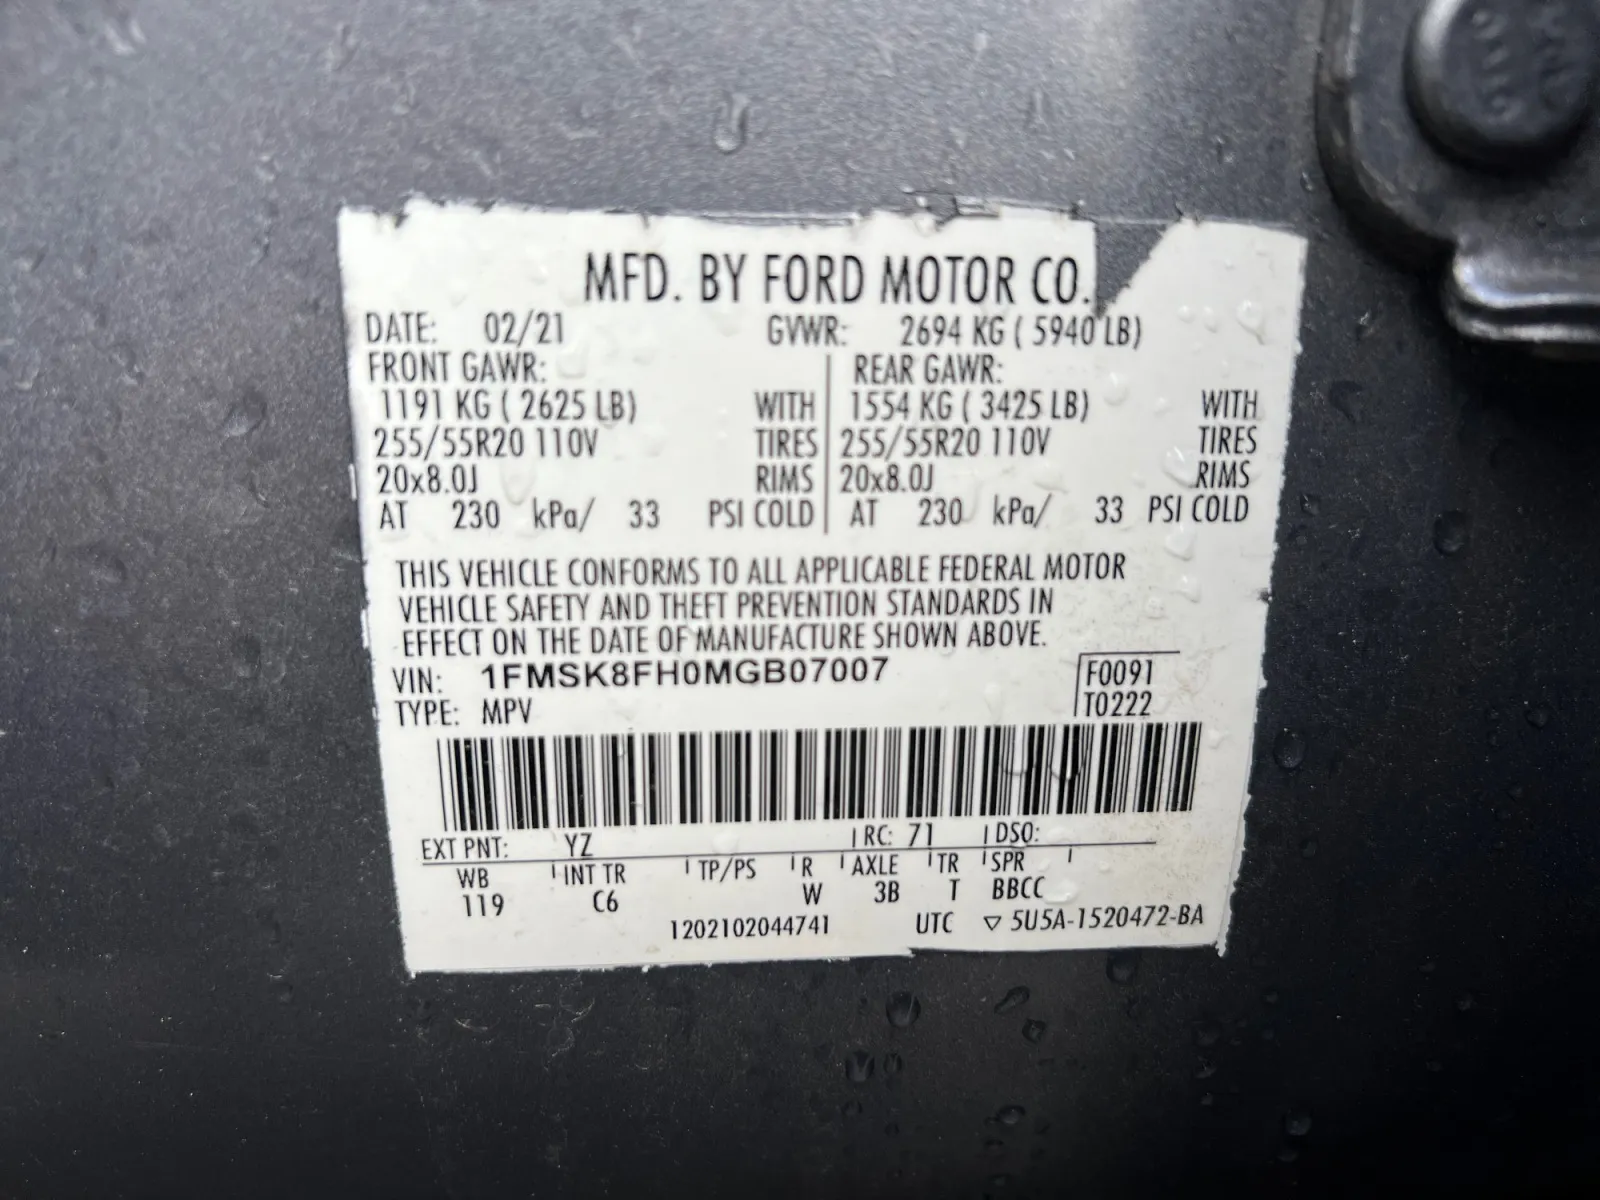 MFD. BY FORD MOTOR CO.
DATE: 02/21 GVWR: 2694 KG ( 5940 LB)
FRONT GAWR: REAR GAWR:
1191 KG ( 2625 LB) WITH 1554 KG ( 3425 LB) WITH
255/55R20 110V TIRES 255/55R20 110V TIRES
20x8.0J RIMS 20x8.0J RIMS
AT 230 kPa/ 33 PSI COLD AT 230 kPa/ 33 PSI COLD
THIS VEHICLE CONFORMS TO ALL APPLICABLE FEDERAL MOTOR
VEHICLE SAFETY AND THEFT PREVENTION STANDARDS IN
EFFECT ON THE DATE OF MANUFACTURE SHOWN ABOVE.
VIN: 1FMSK8FH0MGB07007 F0091
TYPE: MPV T0222
EXT PNT: YZ RC: 71 DSO:
WB INT TR TP/PS R AXLE TR SPR
119 C6 W 3B T BBCC
1202102044741 UTC ▽ 5U5A-1520472-BA